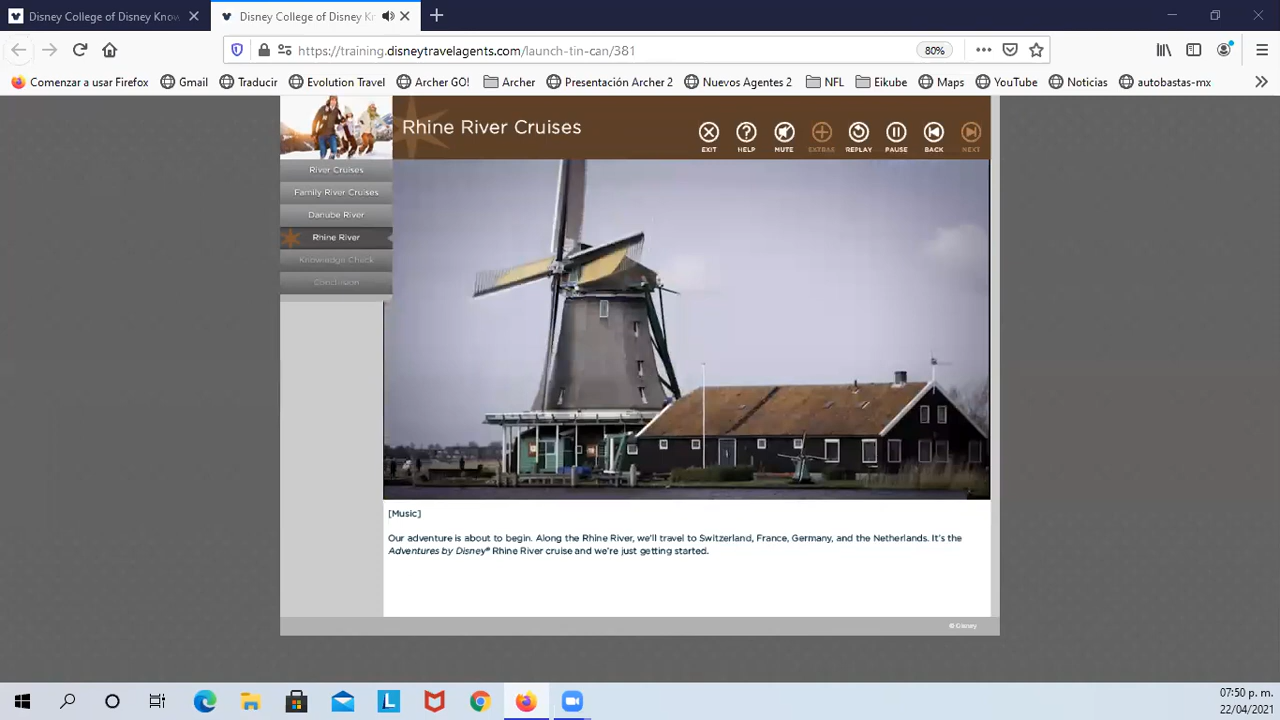 Disney College of Disney Know
Disney College of Disney Kn
https://training.disneytravelagents.com/launch-tin-can/381
80%
Comenzar a usar Firefox
Gmail
Traducir
Evolution Travel
Archer GO!
Archer
Presentación Archer 2
Nuevos Agentes 2
NFL
Eikube
Maps
YouTube
Noticias
autobastas-mx
Rhine River Cruises
EXIT
HELP
MUTE
EXTRAS
REPLAY
PAUSE
BACK
NEXT
River Cruises
Family River Cruises
Danube River
Rhine River
Knowledge Check
Conclusion
[Music]
Our adventure is about to begin. Along the Rhine River, we'll travel to Switzerland, France, Germany, and the Netherlands. It's the
Adventures by Disney® Rhine River cruise and we're just getting started.
© Disney
07:50 p. m.
22/04/2021